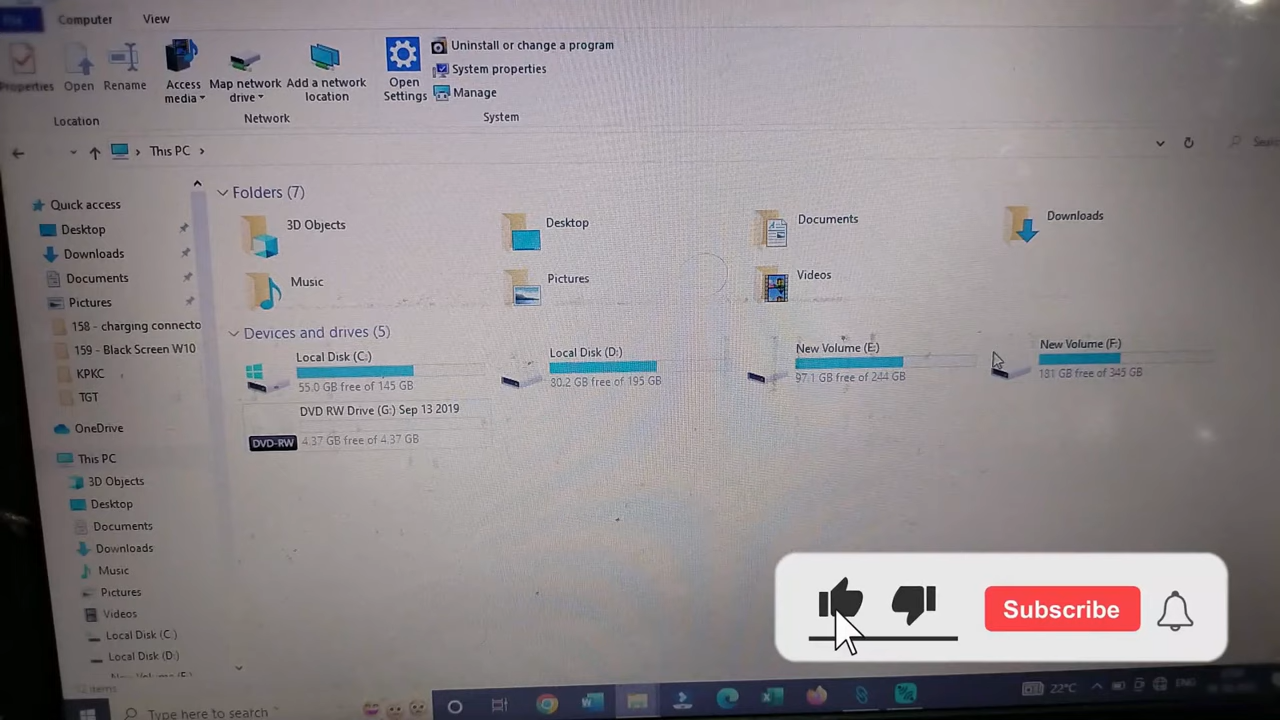 File
Computer
View
Properties
Open
Rename
Access media
Map network drive
Add a network location
Open Settings
Uninstall or change a program
System properties
Manage
Location
Network
System
This PC
Quick access
Desktop
Downloads
Documents
Pictures
158 - charging connecto
159 - Black Screen W10
KPKC
TGT
OneDrive
This PC
3D Objects
Desktop
Documents
Downloads
Music
Pictures
Videos
Local Disk (C:)
Local Disk (D:)
Folders (7)
3D Objects
Desktop
Documents
Downloads
Music
Pictures
Videos
Devices and drives (5)
Local Disk (C:)
55.0 GB free of 145 GB
Local Disk (D:)
80.2 GB free of 195 GB
New Volume (E:)
97.1 GB free of 244 GB
New Volume (F:)
181 GB free of 345 GB
DVD RW Drive (G:) Sep 13 2019
4.37 GB free of 4.37 GB
DVD-RW
Subscribe
items
Type here to search
22°C
ENG